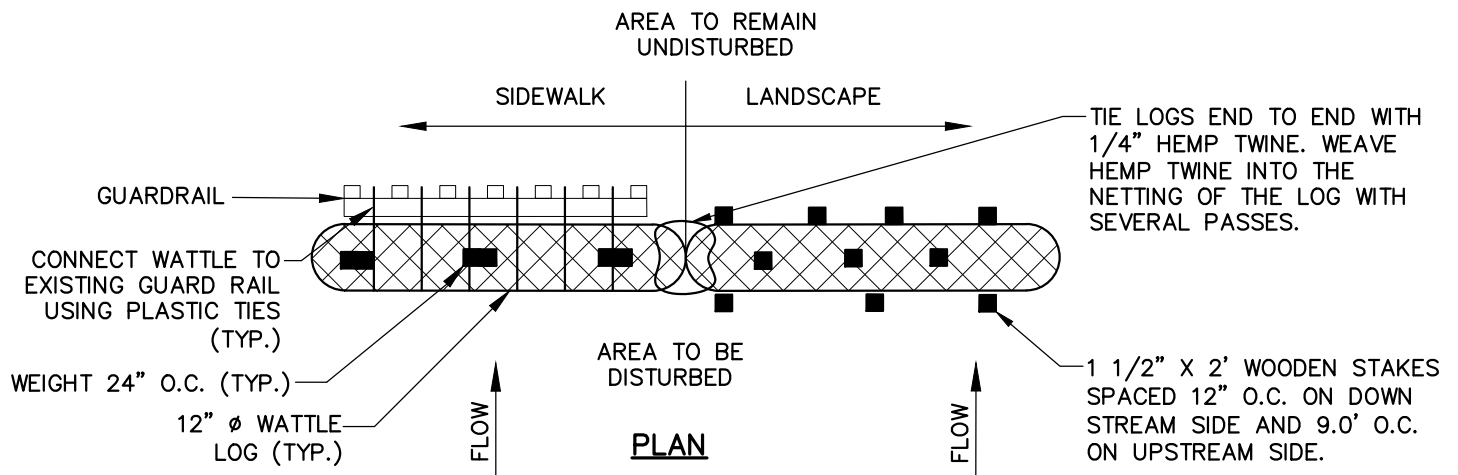 AREA TO REMAIN
UNDISTURBED
SIDEWALK
LANDSCAPE
TIE LOGS END TO END WITH
1/4" HEMP TWINE. WEAVE
HEMP TWINE INTO THE
NETTING OF THE LOG WITH
SEVERAL PASSES.
GUARDRAIL
CONNECT WATTLE TO
EXISTING GUARD RAIL
USING PLASTIC TIES
(TYP.)
WEIGHT 24" O.C. (TYP.)
12" ø WATTLE
LOG (TYP.)
AREA TO BE
DISTURBED
FLOW
PLAN
FLOW
1 1/2" X 2' WOODEN STAKES
SPACED 12" O.C. ON DOWN
STREAM SIDE AND 9.0' O.C.
ON UPSTREAM SIDE.